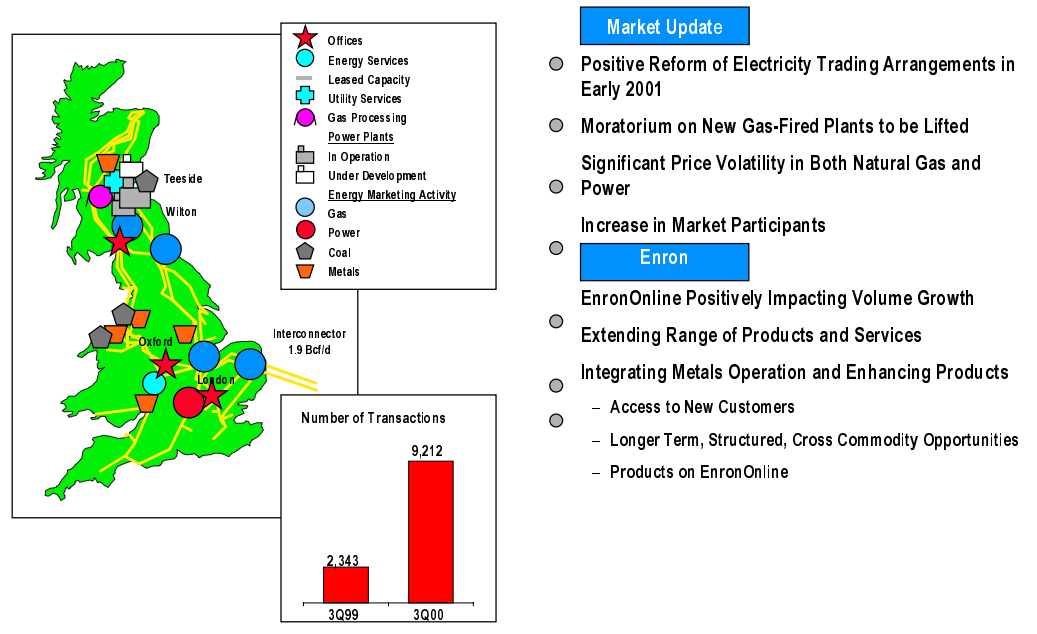 Offices
Energy Services
Leased Capacity
Utility Services
Gas Processing
Power Plants
In Operation
Under Development
Energy Marketing Activity
Gas
Power
Coal
Metals
Teeside
Wilton
Oxford
London
Interconnector
1.9 Bcf/d
Number of Transactions
9,212
2,343
3Q99
3Q00
Market Update
Positive Reform of Electricity Trading Arrangements in
Early 2001
Moratorium on New Gas-Fired Plants to be Lifted
Significant Price Volatility in Both Natural Gas and
Power
Increase in Market Participants
Enron
EnronOnline Positively Impacting Volume Growth
Extending Range of Products and Services
Integrating Metals Operation and Enhancing Products
– Access to New Customers
– Longer Term, Structured, Cross Commodity Opportunities
– Products on EnronOnline